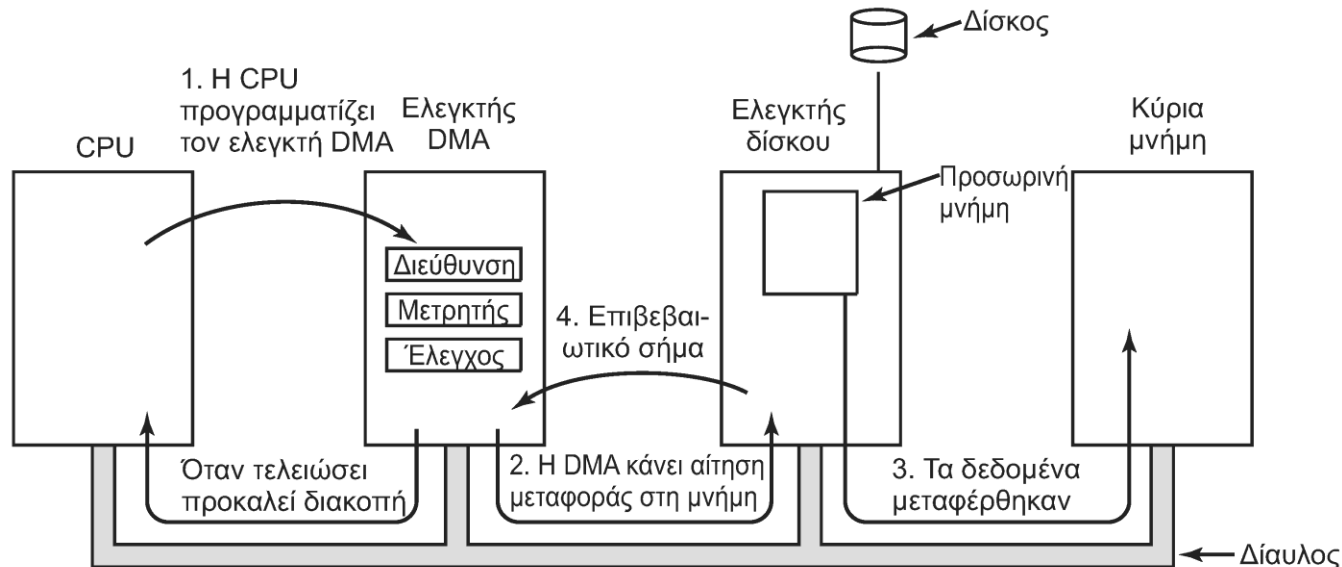 Δίσκος
1. Η CPU
προγραμματίζει
τον ελεγκτή DMA
CPU
Ελεγκτής
DMA
Ελεγκτής
δίσκου
Κύρια
μνήμη
Προσωρινή
μνήμη
Διεύθυνση
Μετρητής
Έλεγχος
4. Επιβεβαι-
ωτικό σήμα
Όταν τελειώσει
προκαλεί διακοπή
2. Η DMA κάνει αίτηση
μεταφοράς στη μνήμη
3. Τα δεδομένα
μεταφέρθηκαν
Δίαυλος